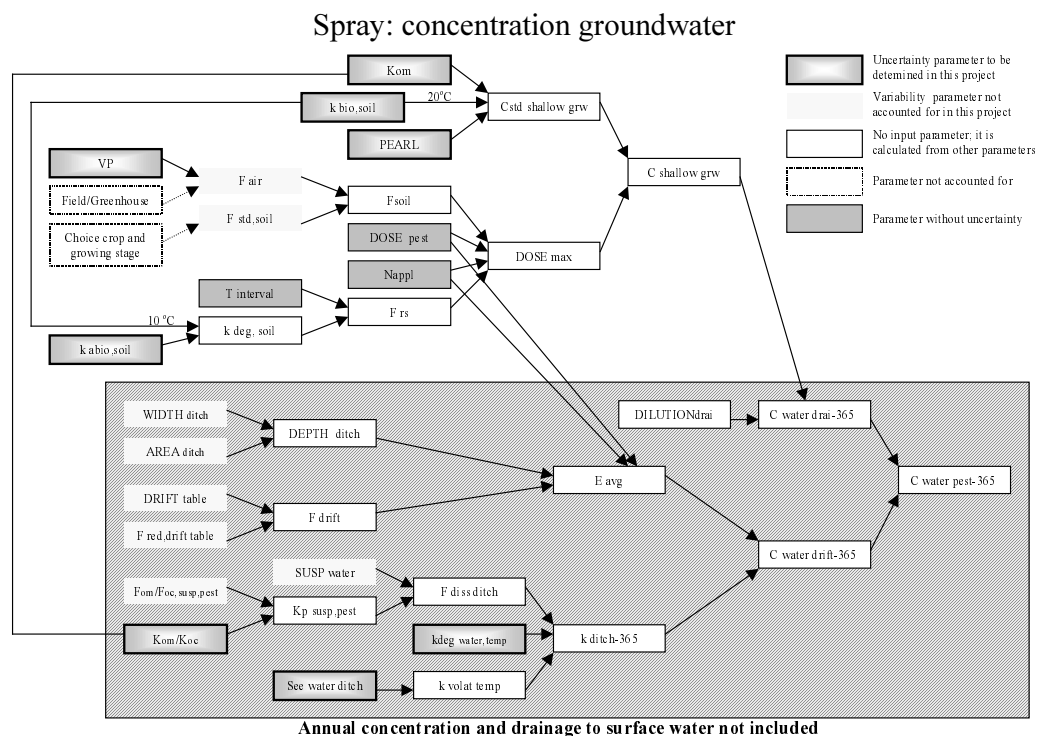 Spray: concentration groundwater
Kom
k bio,soil
20°C
Cstd shallow grw
PEARL
Uncertainty parameter to be
detemined in this project
Variability parameter not
accounted for in this project
No input parameter; it is
calculated from other parameters
Parameter not accounted for
Parameter without uncertainty
VP
Field/Greenhouse
Choice crop and
growing stage
F air
F std,soil
Fsoil
DOSE pest
Nappl
T interval
F rs
10 °C
k deg, soil
k abio,soil
C shallow grw
DOSE max
WIDTH ditch
AREA ditch
DEPTH ditch
DRIFT table
F red,drift table
F drift
SUSP water
Fom/Foc,susp,pest
Kp susp,pest
Kom/Koc
F diss ditch
kdeg water,temp
See water ditch
k volat temp
k ditch-365
E avg
DILUTIONdrai
C water drai-365
C water pest-365
C water drift-365
Annual concentration and drainage to surface water not included